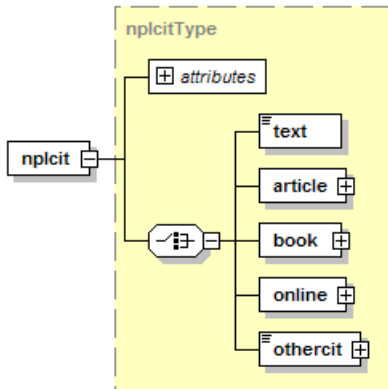 nplcitType
attributes
nplcit
text
article
book
online
othercit